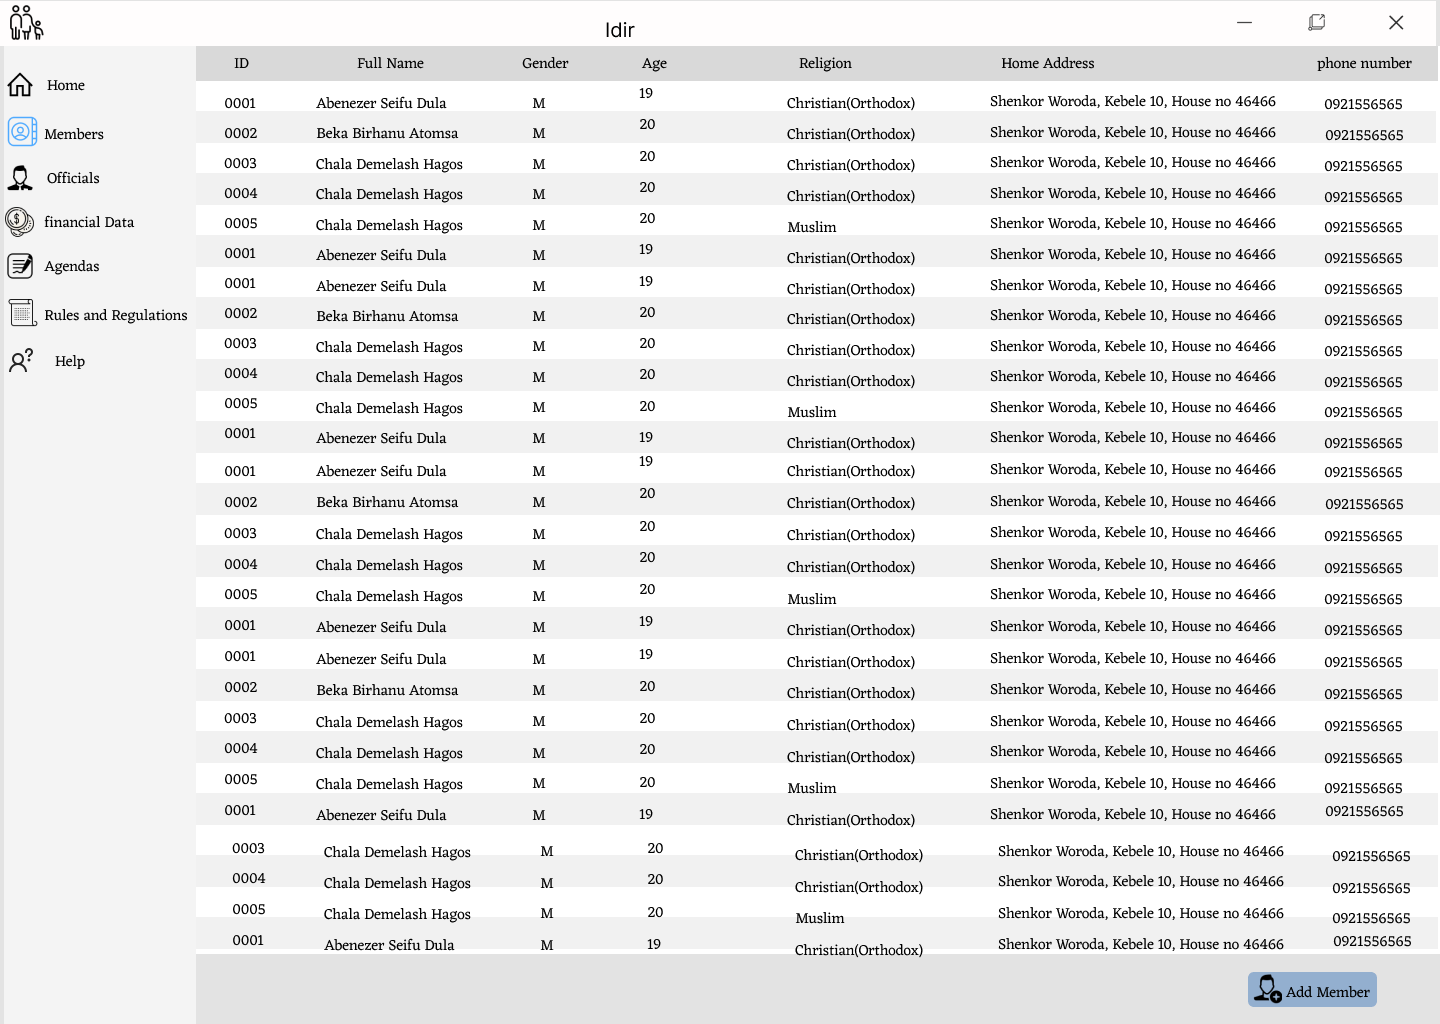 Idir
Home
Members
Officials
financial Data
Agendas
Rules and Regulations
Help
ID Full Name Gender Age Religion Home Address phone number
0001 Abenezer Seifu Dula M 19 Christian(Orthodox) Shenkor Woroda, Kebele 10, House no 46466 0921556565
0002 Beka Birhanu Atomsa M 20 Christian(Orthodox) Shenkor Woroda, Kebele 10, House no 46466 0921556565
0003 Chala Demelash Hagos M 20 Christian(Orthodox) Shenkor Woroda, Kebele 10, House no 46466 0921556565
0004 Chala Demelash Hagos M 20 Christian(Orthodox) Shenkor Woroda, Kebele 10, House no 46466 0921556565
0005 Chala Demelash Hagos M 20 Muslim Shenkor Woroda, Kebele 10, House no 46466 0921556565
0001 Abenezer Seifu Dula M 19 Christian(Orthodox) Shenkor Woroda, Kebele 10, House no 46466 0921556565
0001 Abenezer Seifu Dula M 19 Christian(Orthodox) Shenkor Woroda, Kebele 10, House no 46466 0921556565
0002 Beka Birhanu Atomsa M 20 Christian(Orthodox) Shenkor Woroda, Kebele 10, House no 46466 0921556565
0003 Chala Demelash Hagos M 20 Christian(Orthodox) Shenkor Woroda, Kebele 10, House no 46466 0921556565
0004 Chala Demelash Hagos M 20 Christian(Orthodox) Shenkor Woroda, Kebele 10, House no 46466 0921556565
0005 Chala Demelash Hagos M 20 Muslim Shenkor Woroda, Kebele 10, House no 46466 0921556565
0001 Abenezer Seifu Dula M 19 Christian(Orthodox) Shenkor Woroda, Kebele 10, House no 46466 0921556565
0001 Abenezer Seifu Dula M 19 Christian(Orthodox) Shenkor Woroda, Kebele 10, House no 46466 0921556565
0002 Beka Birhanu Atomsa M 20 Christian(Orthodox) Shenkor Woroda, Kebele 10, House no 46466 0921556565
0003 Chala Demelash Hagos M 20 Christian(Orthodox) Shenkor Woroda, Kebele 10, House no 46466 0921556565
0004 Chala Demelash Hagos M 20 Christian(Orthodox) Shenkor Woroda, Kebele 10, House no 46466 0921556565
0005 Chala Demelash Hagos M 20 Muslim Shenkor Woroda, Kebele 10, House no 46466 0921556565
0001 Abenezer Seifu Dula M 19 Christian(Orthodox) Shenkor Woroda, Kebele 10, House no 46466 0921556565
0001 Abenezer Seifu Dula M 19 Christian(Orthodox) Shenkor Woroda, Kebele 10, House no 46466 0921556565
0002 Beka Birhanu Atomsa M 20 Christian(Orthodox) Shenkor Woroda, Kebele 10, House no 46466 0921556565
0003 Chala Demelash Hagos M 20 Christian(Orthodox) Shenkor Woroda, Kebele 10, House no 46466 0921556565
0004 Chala Demelash Hagos M 20 Christian(Orthodox) Shenkor Woroda, Kebele 10, House no 46466 0921556565
0005 Chala Demelash Hagos M 20 Muslim Shenkor Woroda, Kebele 10, House no 46466 0921556565
0001 Abenezer Seifu Dula M 19 Christian(Orthodox) Shenkor Woroda, Kebele 10, House no 46466 0921556565
0003 Chala Demelash Hagos M 20 Christian(Orthodox) Shenkor Woroda, Kebele 10, House no 46466 0921556565
0004 Chala Demelash Hagos M 20 Christian(Orthodox) Shenkor Woroda, Kebele 10, House no 46466 0921556565
0005 Chala Demelash Hagos M 20 Muslim Shenkor Woroda, Kebele 10, House no 46466 0921556565
0001 Abenezer Seifu Dula M 19 Christian(Orthodox) Shenkor Woroda, Kebele 10, House no 46466 0921556565
Add Member